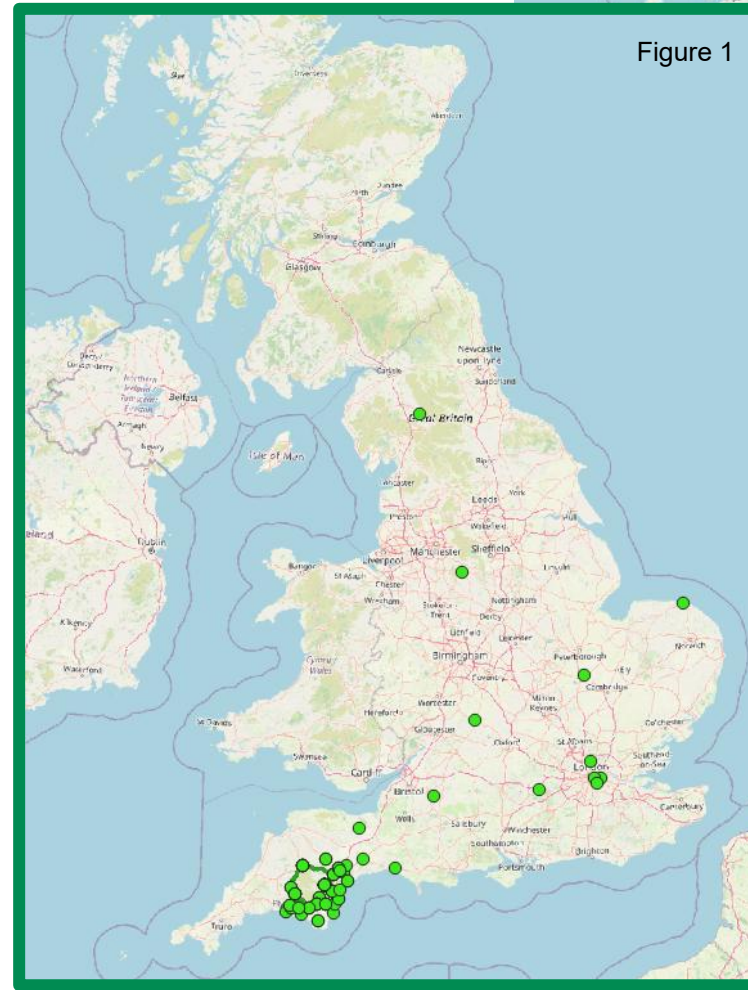 Figure 1
Skye
Inverness
Aberdeen
Perth
Dundee
Stirling
Edinburgh
Glasgow
Newcastle
upon Tyne
Sunderland
Carlisle
Northern
Belfast
Armagh
Newry
Great Britain
Isle of Man
Lancaster
York
Leeds
Preston
Wakefield
Hull
Dublin
Manchester
Sheffield
Liverpool
Bangor
St Asaph
Chester
Lincoln
Wrexham
Nottingham
Derby
Kilkenny
Lichfield
Leicester
Norwich
Birmingham
Peterborough
Ely
Waterford
Coventry
Cambridge
Wales
Worcester
Milton
Keynes
Hereford
Colchester
St Davids
Gloucester
Oxford
St Albans
Swansea
Southend
on-Sea
London
Cardiff
Bristol
Canterbury
Wells
Salisbury
Winchester
Southampton
Brighton
Portsmouth
Truro